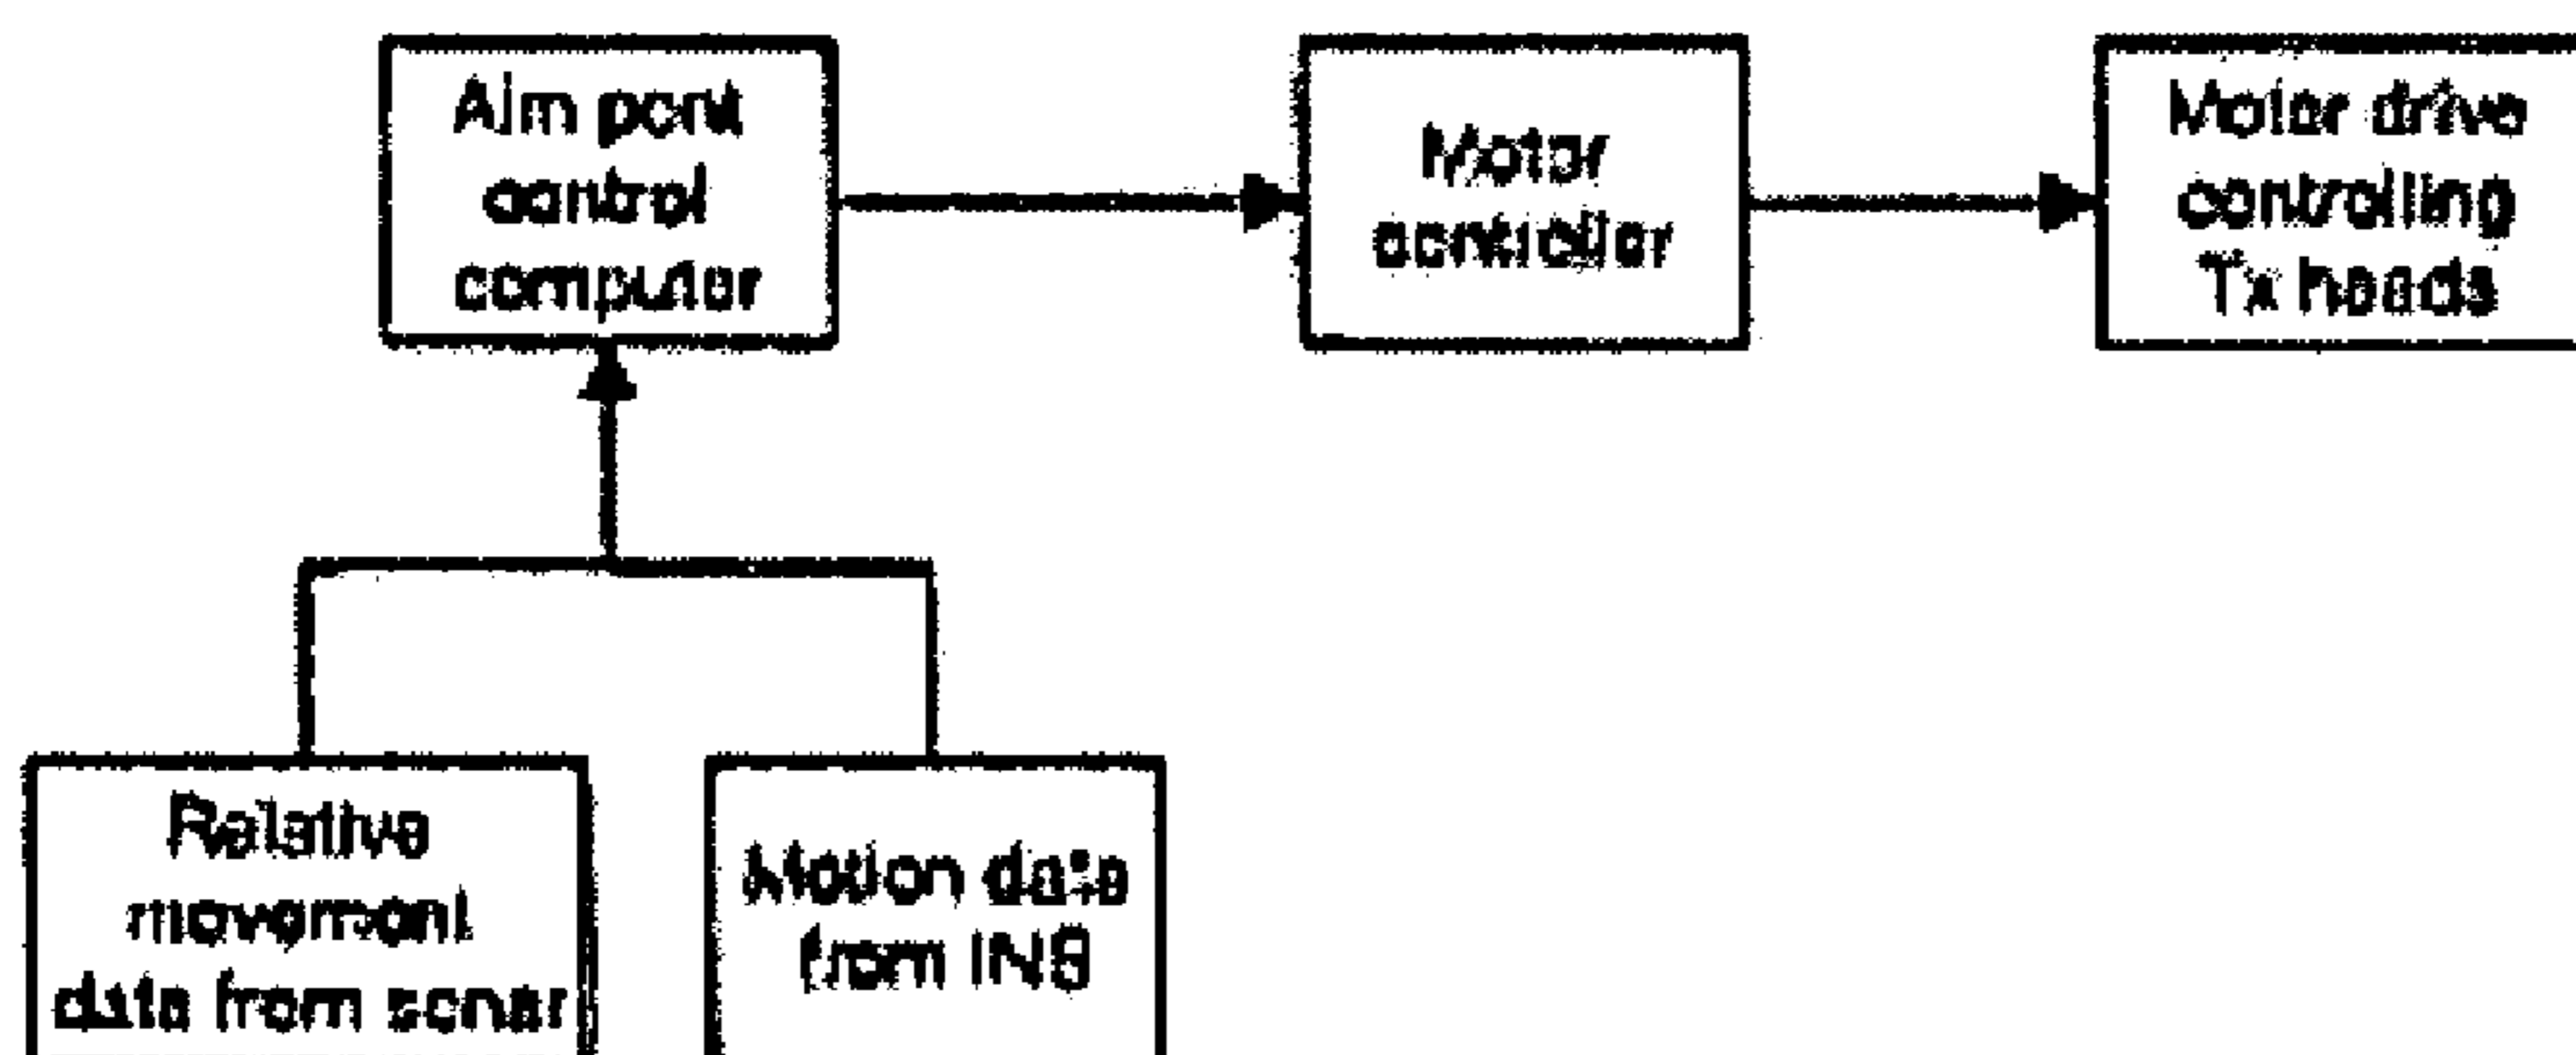 Aim point
control
computer
Motor
controller
Motor drive
controlling
Tx heads
Relative
movement
data from sonar
Motion data
from INS